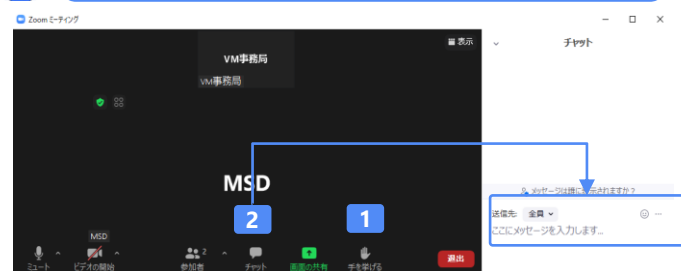 Zoom ミーティング
表示
チャット
VM事務局
VM事務局
MSD
メッセージは誰に表示されますか？
2
1
送信先: 全員
ここにメッセージを入力します...
MSD
2
ミュート
ビデオの開始
参加者
チャット
画面の共有
手を挙げる
退出